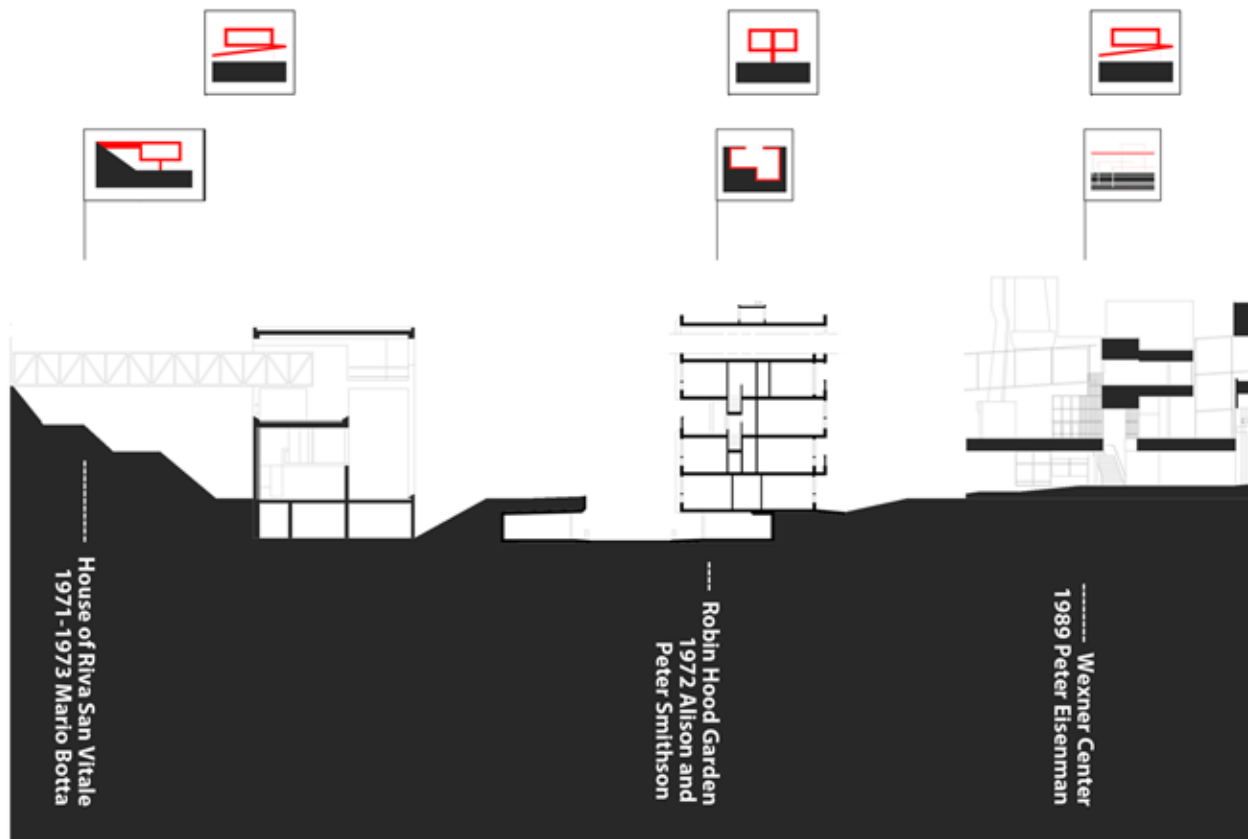 ---------- House of Riva San Vitale
1971-1973 Mario Botta
---- Robin Hood Garden
1972 Alison and
Peter Smithson
-------- Wexner Center
1989 Peter Eisenman